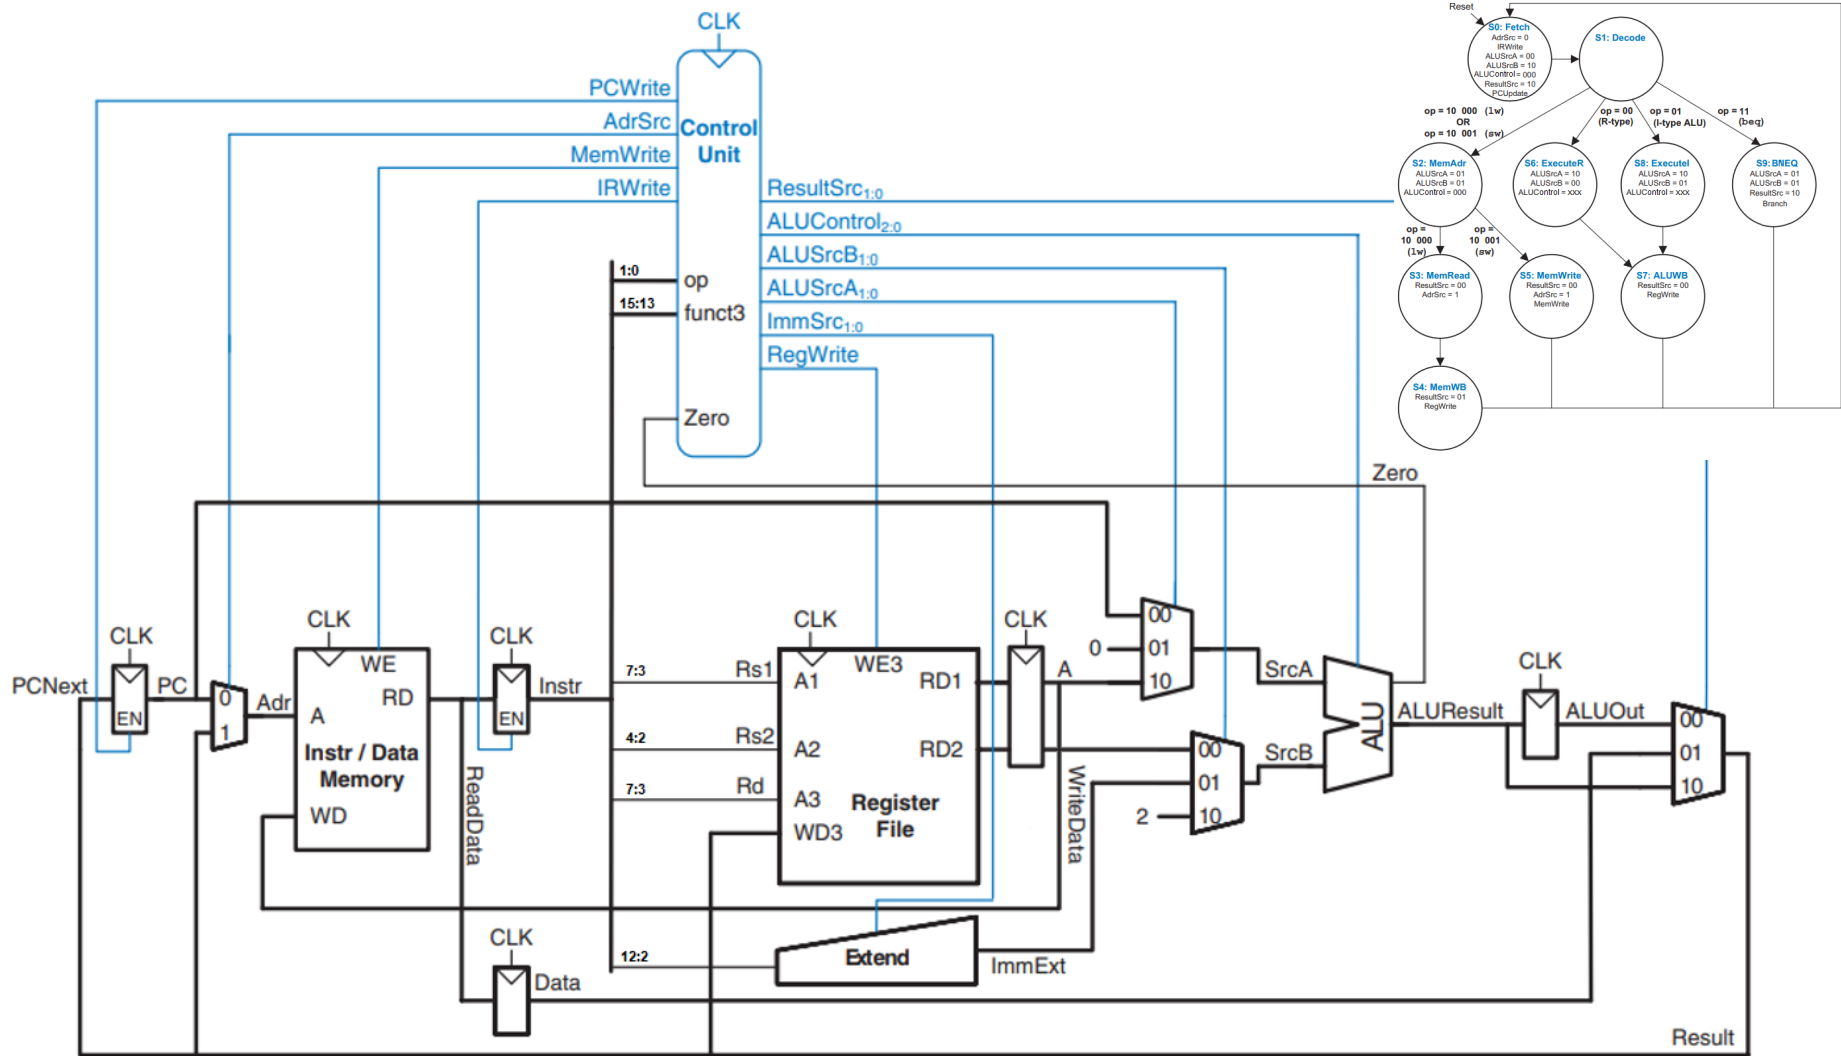 CLK
PCWrite
AdrSrc
MemWrite
IRWrite
Control
Unit
ResultSrc1:0
ALUControl2:0
ALUSrcB1:0
ALUSrcA1:0
ImmSrc1:0
RegWrite
1:0
op
15:13
funct3
Zero
Reset
S0: Fetch
AdrSrc = 0
IRWrite
ALUSrcA = 00
ALUSrcB = 10
ALUControl = 000
ResultSrc = 10
PCUpdate
S1: Decode
op = 10 000 (lw)
OR
op = 10 001 (sw)
op = 00
(R-type)
op = 01
(I-type ALU)
op = 11
(beq)
S2: MemAdr
ALUSrcA = 01
ALUSrcB = 01
ALUControl = 000
S6: ExecuteR
ALUSrcA = 10
ALUSrcB = 00
ALUControl = xxx
S8: ExecuteI
ALUSrcA = 10
ALUSrcB = 01
ALUControl = xxx
S9:BNEQ
ALUSrcA = 01
ALUSrcB = 01
ResultSrc = 10
Branch
op =
10 000
(lw)
op =
10 001
(sw)
S3: MemRead
ResultSrc = 00
AdrSrc = 1
S5: MemWrite
ResultSrc = 00
AdrSrc = 1
MemWrite
S7: ALUWB
ResultSrc = 00
RegWrite
S4: MemWB
ResultSrc = 01
RegWrite
Zero
PCNext
CLK
EN
PC
0
1
Adr
CLK
WE
A
RD
Instr / Data
Memory
WD
ReadData
CLK
EN
Instr
7:3
Rs1
4:2
Rs2
7:3
Rd
CLK
WE3
A1
RD1
A2
RD2
A3
WD3
Register
File
CLK
A
WriteData
0
00
01
10
SrcA
00
01
10
2
SrcB
ALU
ALUResult
CLK
ALUOut
00
01
10
12:2
Extend
ImmExt
CLK
Data
Result